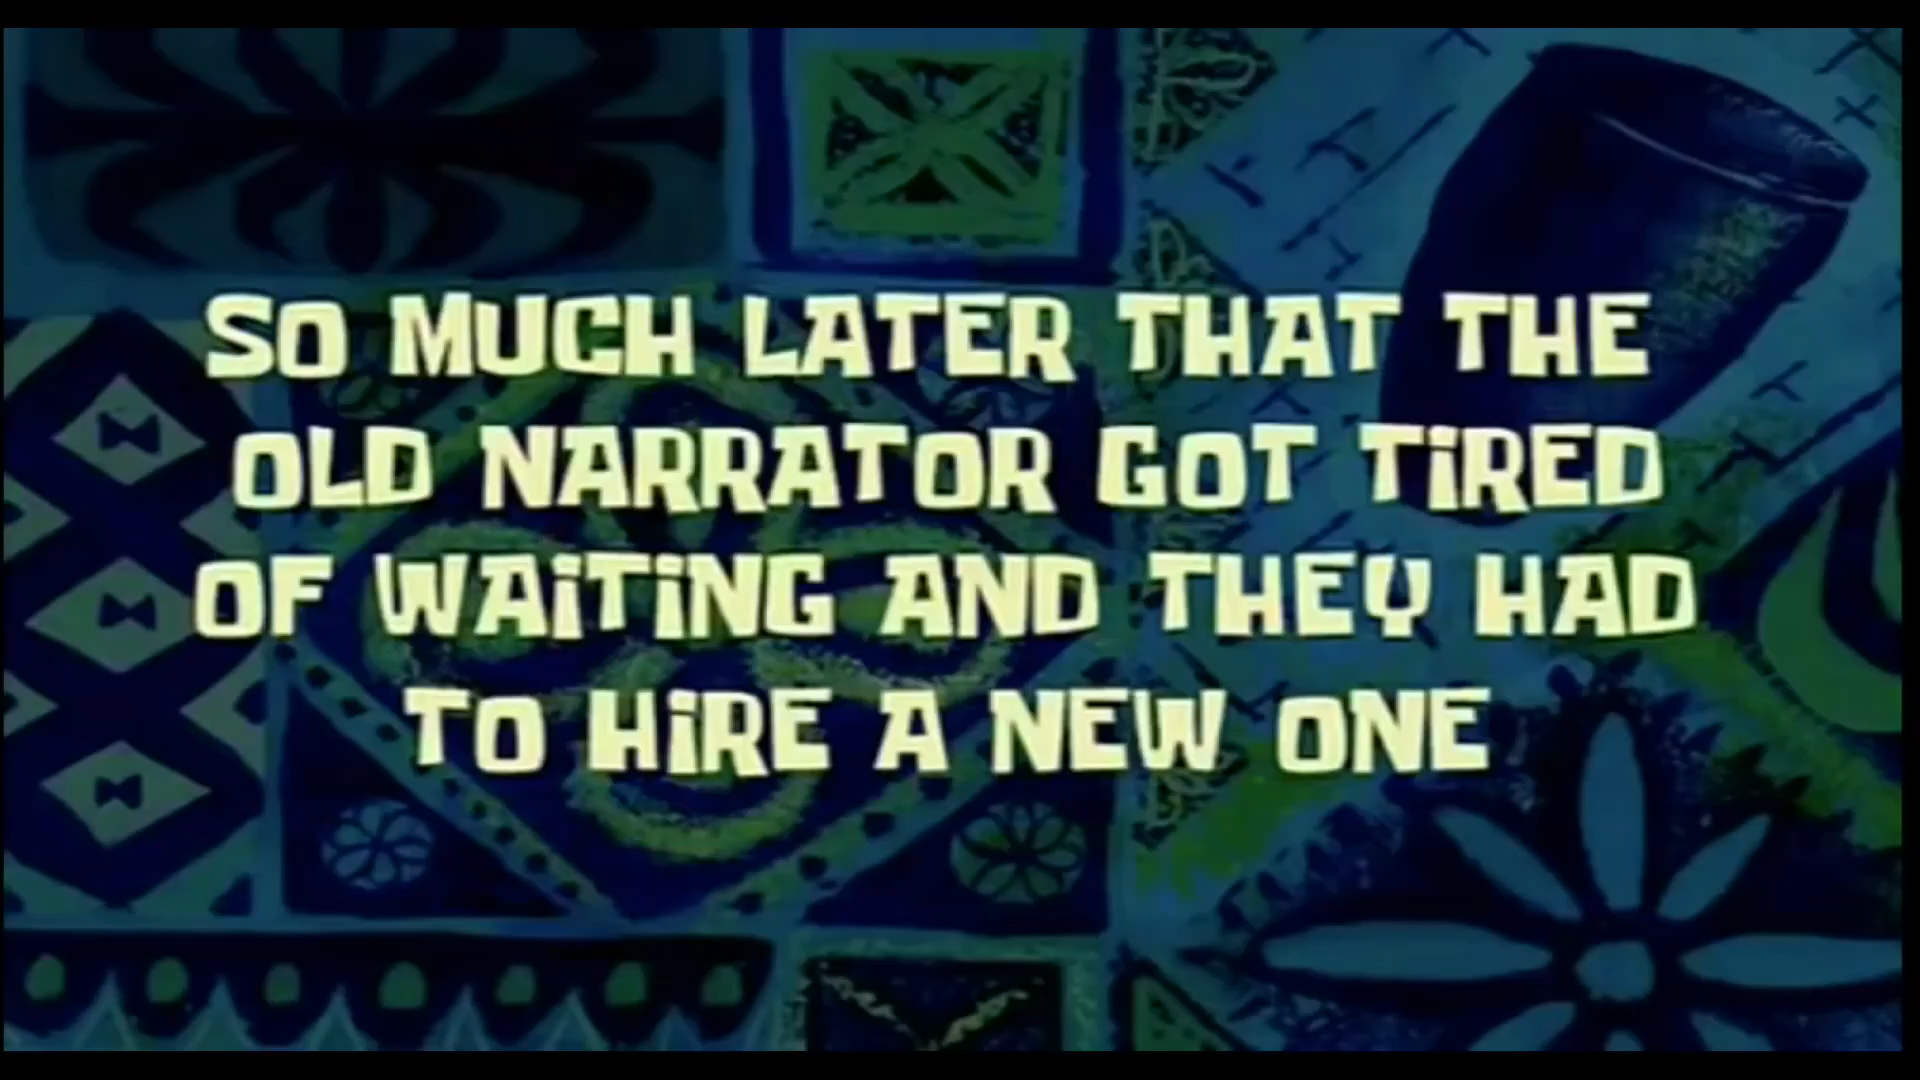 SO MUCH LATER THAT THE
OLD NARRATOR GOT TIRED
OF WAITING AND THEY HAD
TO HIRE A NEW ONE